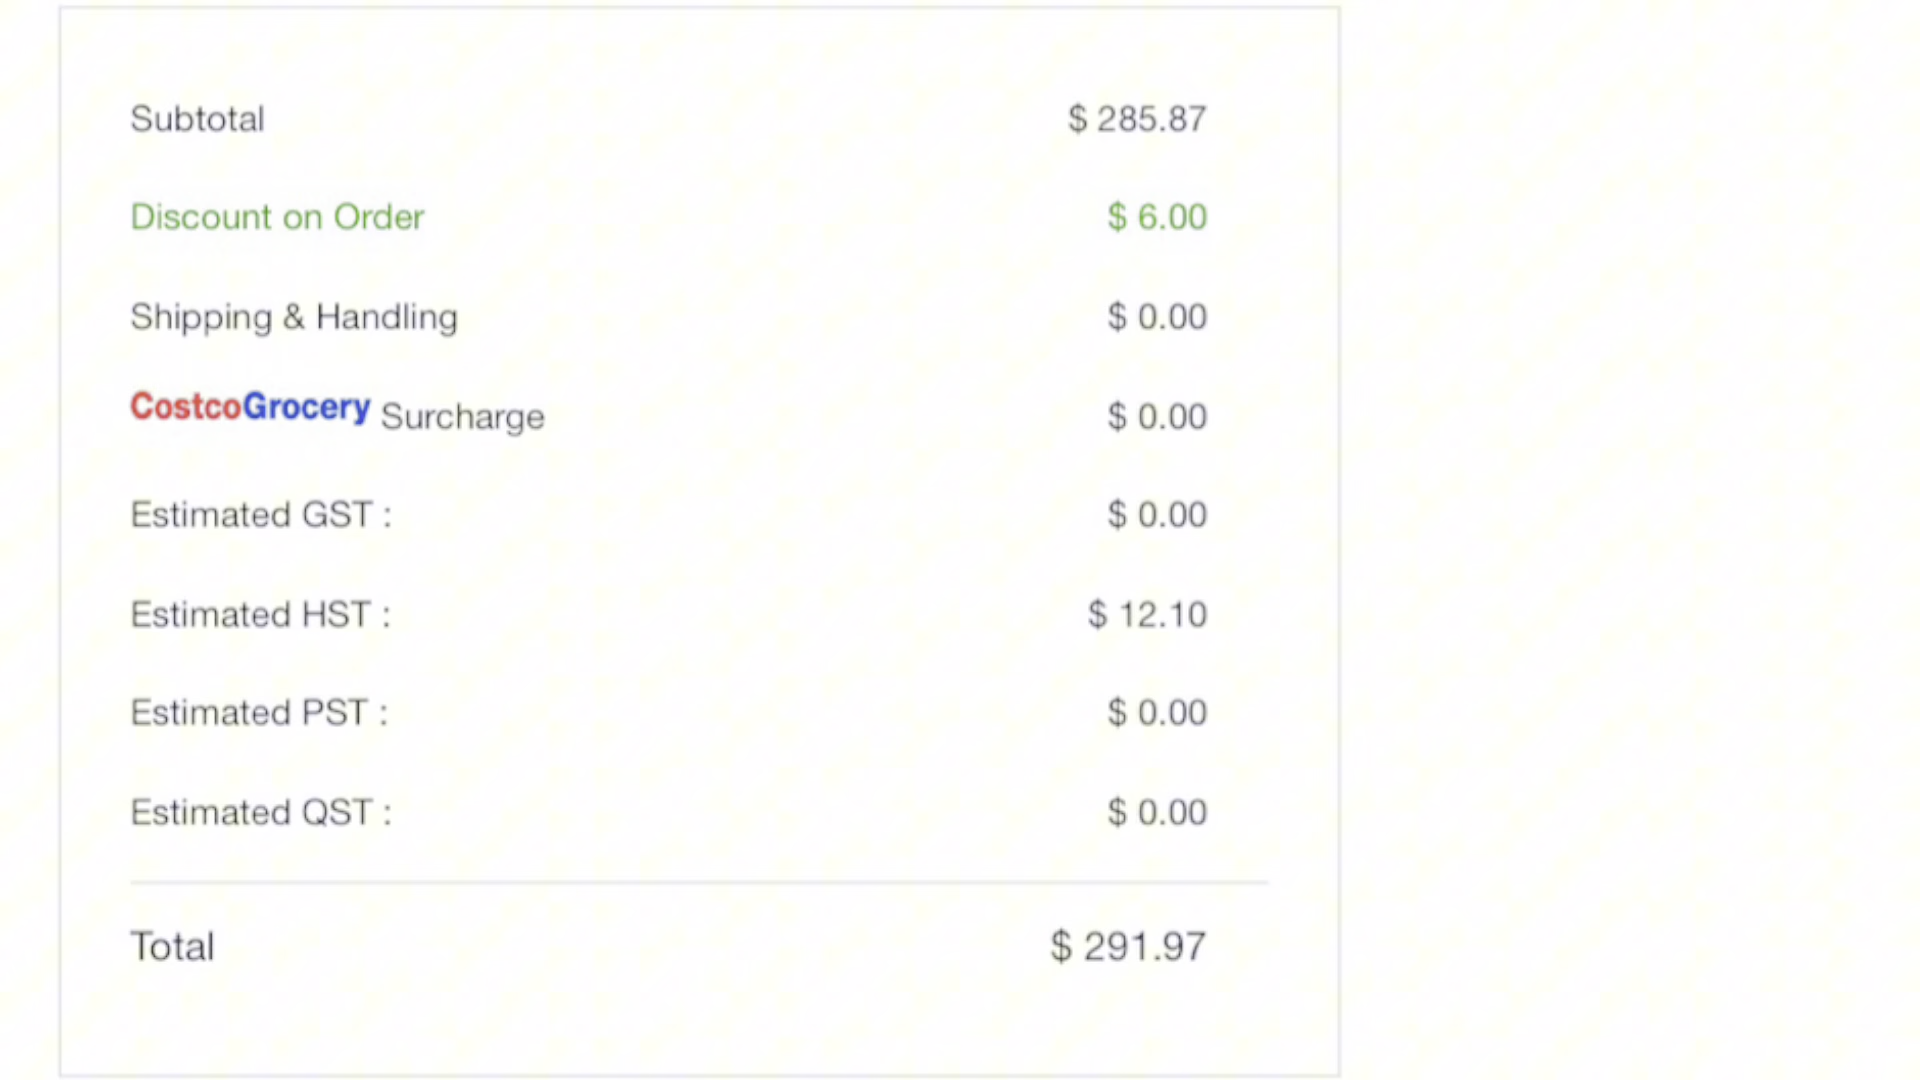 Subtotal $ 285.87
Discount on Order $ 6.00
Shipping & Handling $ 0.00
CostcoGrocery Surcharge $ 0.00
Estimated GST : $ 0.00
Estimated HST : $ 12.10
Estimated PST : $ 0.00
Estimated QST : $ 0.00
Total $ 291.97